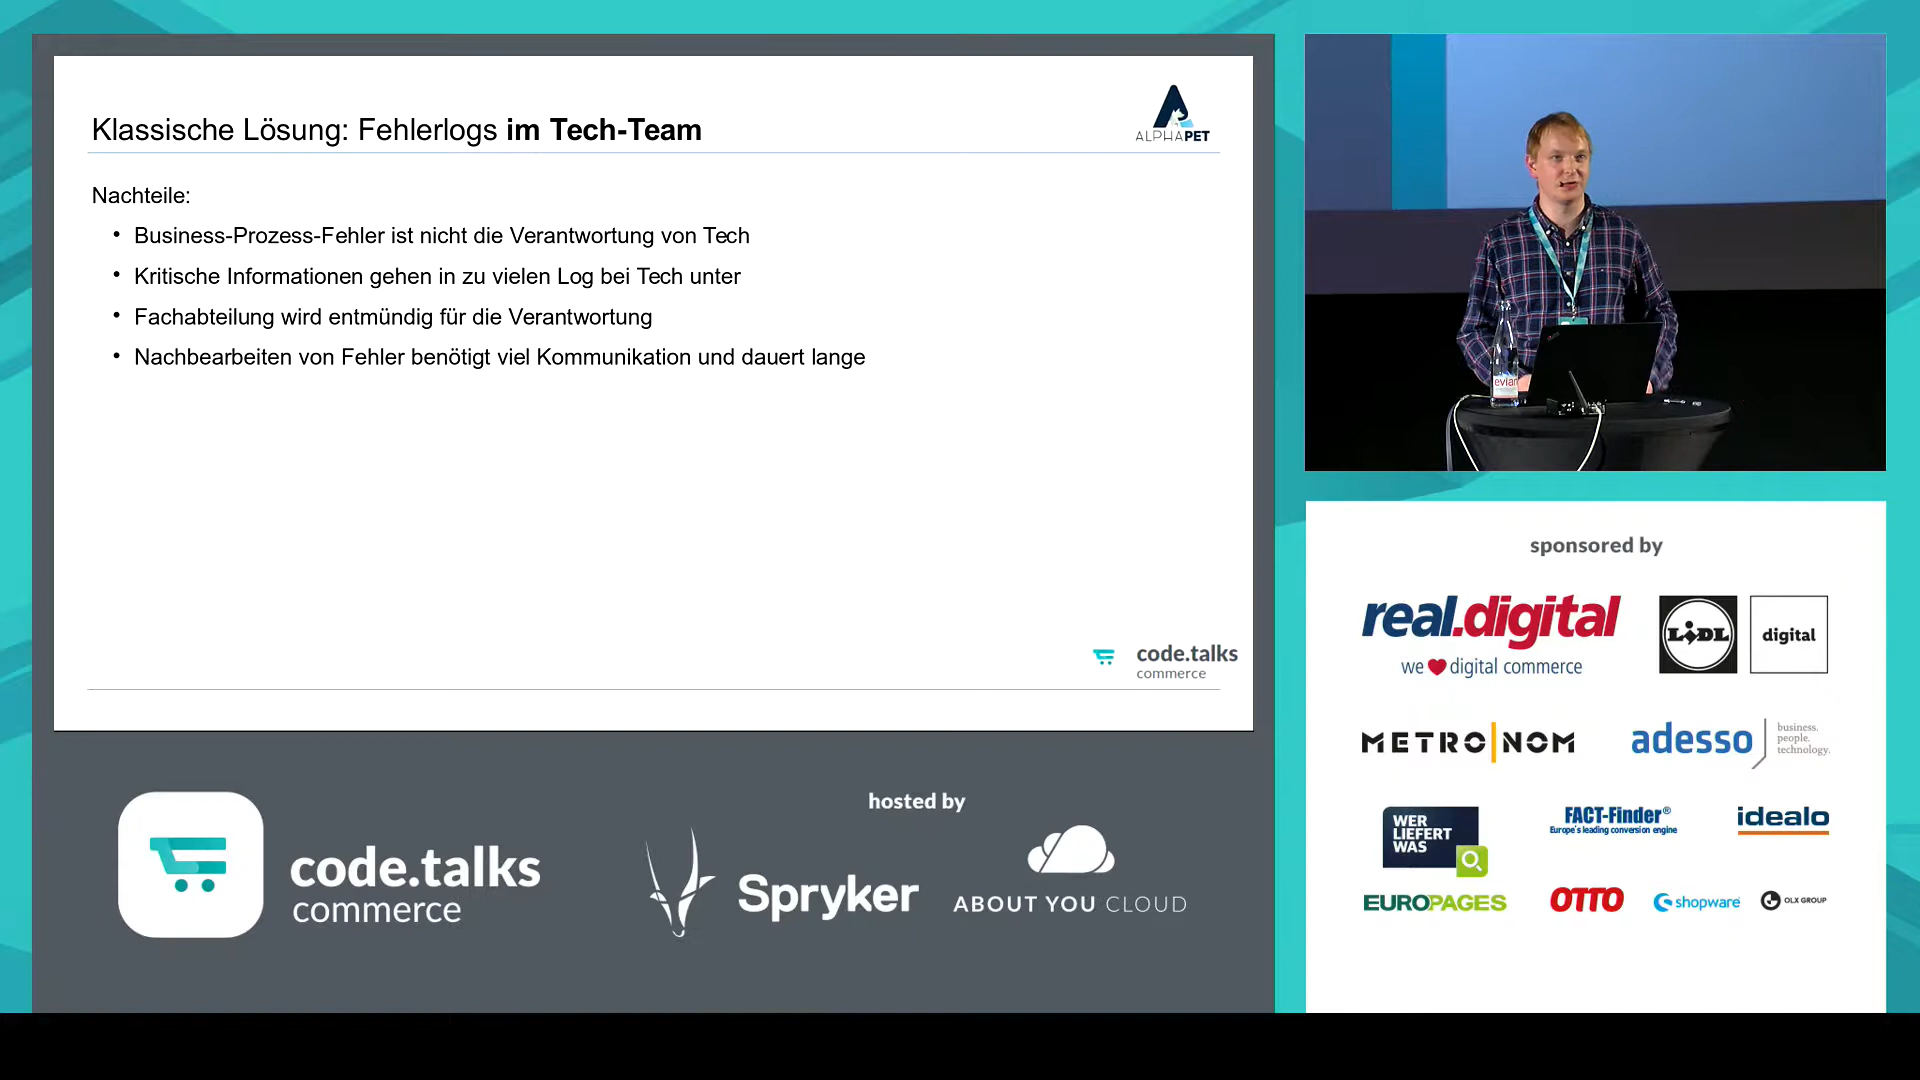 Klassische Lösung: Fehlerlogs im Tech-Team
ALPHAPET
Nachteile:
• Business-Prozess-Fehler ist nicht die Verantwortung von Tech
• Kritische Informationen gehen in zu vielen Log bei Tech unter
• Fachabteilung wird entmündig für die Verantwortung
• Nachbearbeiten von Fehler benötigt viel Kommunikation und dauert lange
code.talks
commerce
code.talks
commerce
hosted by
Spryker
ABOUT YOU CLOUD
evian
sponsored by
real.digital
we digital commerce
LIDL
digital
METRONOM
adesso
business.
people.
technology.
WER
LIEFERT
WAS
FACT-Finder®
Europe's leading conversion engine
idealo
EUROPAGES
OTTO
shopware
OLX GROUP